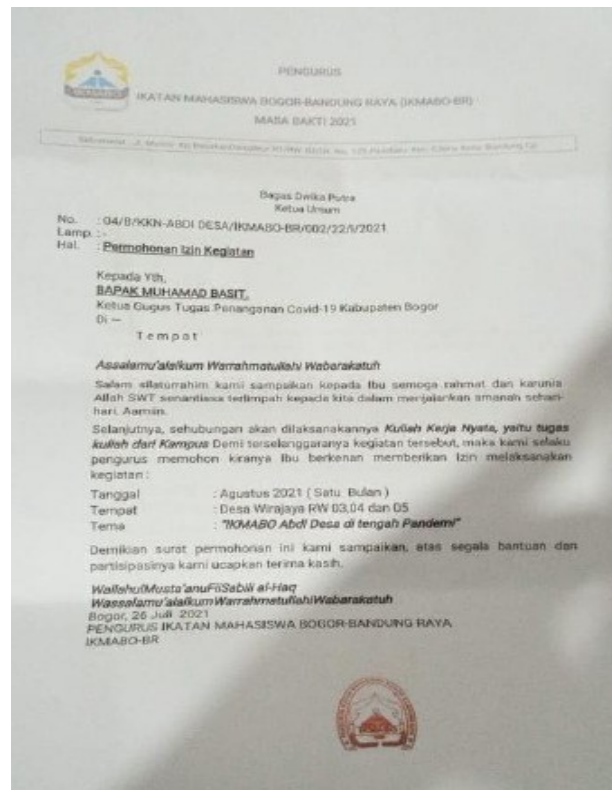 PENGURUS
IKATAN MAHASISWA BOGOR-BANDUNG RAYA (IKMABO-BR)
MASA BAKTI 2021
Bagas Dwika Putra
Ketua Umum
No. : 04/B/KKN-ABDI DESA/IKMABO-BR/002/22/I/2021
Lamp. : -
Hal. : Permohonan Izin Kegiatan
Kepada Yth,
BAPAK MUHAMAD BASIT,
Ketua Gugus Tugas Penanganan Covid-19 Kabupaten Bogor
Di —
Tempat
Assalamu'alaikum Warrahmatullahi Wabarakatuh
Salam silaturrahim kami sampaikan kepada Ibu semoga rahmat dan karunia
Allah SWT senantiasa terlimpah kepada kita dalam menjalankan amanah sehari-
hari. Aamiin.
Selanjutnya, sehubungan akan dilaksanakannya Kuliah Kerja Nyata, yaitu tugas
kuliah dari Kampus Demi terselanggaranya kegiatan tersebut, maka kami selaku
pengurus memohon kiranya Ibu berkenan memberikan Izin melaksanakan
kegiatan :
Tanggal : Agustus 2021 ( Satu Bulan )
Tempat : Desa Wirajaya RW 03,04 dan 05
Tema : "IKMABO Abdi Desa di tengah Pandemi"
Demikian surat permohonan ini kami sampaikan, atas segala bantuan dan
partisipasinya kami ucapkan terima kasih.
WallahulMusta'anuFiiSabili al-Haq
Wassalamu'alaikumWarrahmatullahiWabarakatuh
Bogor, 26 Juli 2021
PENGURUS IKATAN MAHASISWA BOGOR-BANDUNG RAYA
IKMABO-BR